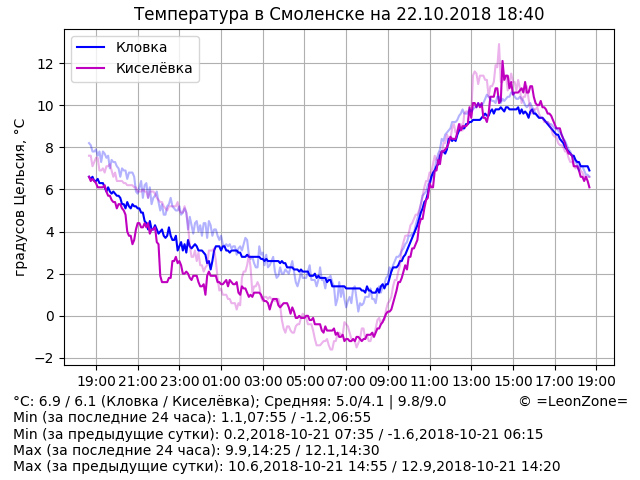 Температура в Смоленске на 22.10.2018 18:40
Кловка
Киселёвка
градусов Цельсия, °C
12
10
8
6
4
2
0
−2
19:00 21:00 23:00 01:00 03:00 05:00 07:00 09:00 11:00 13:00 15:00 17:00 19:00
°C: 6.9 / 6.1 (Кловка / Киселёвка); Средняя: 5.0/4.1 | 9.8/9.0 © =LeonZone=
Min (за последние 24 часа): 1.1,07:55 / -1.2,06:55
Min (за предыдущие сутки): 0.2,2018-10-21 07:35 / -1.6,2018-10-21 06:15
Max (за последние 24 часа): 9.9,14:25 / 12.1,14:30
Max (за предыдущие сутки): 10.6,2018-10-21 14:55 / 12.9,2018-10-21 14:20